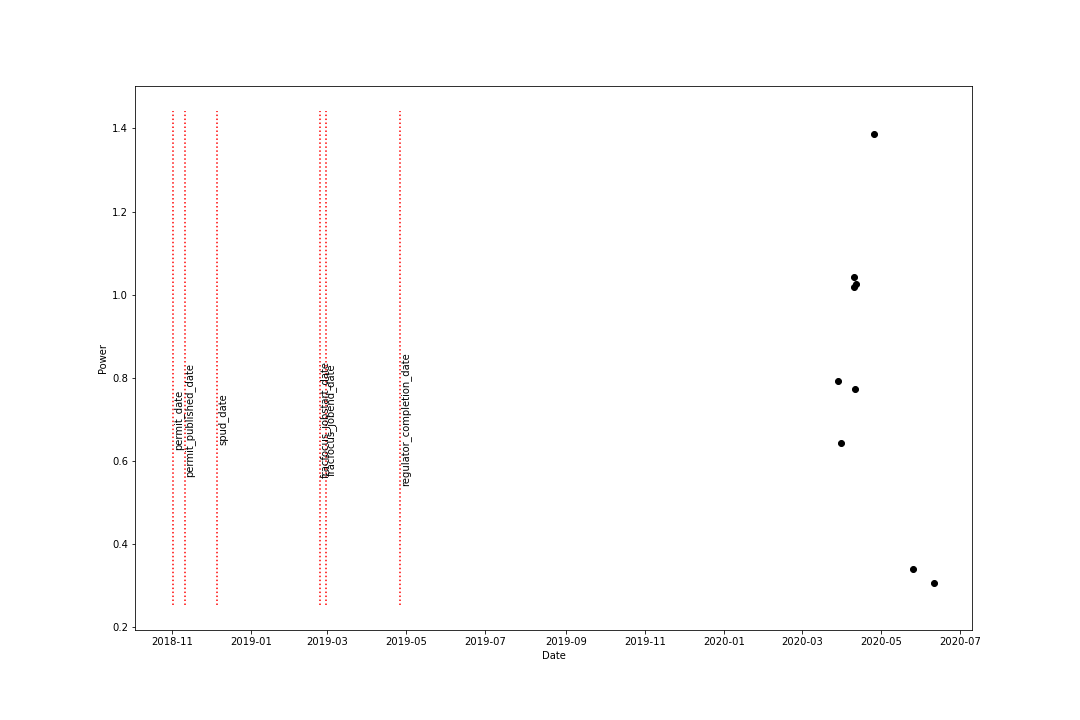 1.4
1.2
1.0
0.8
0.6
0.4
0.2
Power
permit_date
permit_published_date
spud_date
fracfocus_jobstart_date
fracfocus_jobend_date
regulator_completion_date
2018-11
2019-01
2019-03
2019-05
2019-07
2019-09
2019-11
2020-01
2020-03
2020-05
2020-07
Date